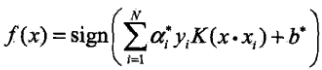 f(x) = sign(∑_{i=1}^{N} α_i^* y_i K(x·x_i) + b^*)